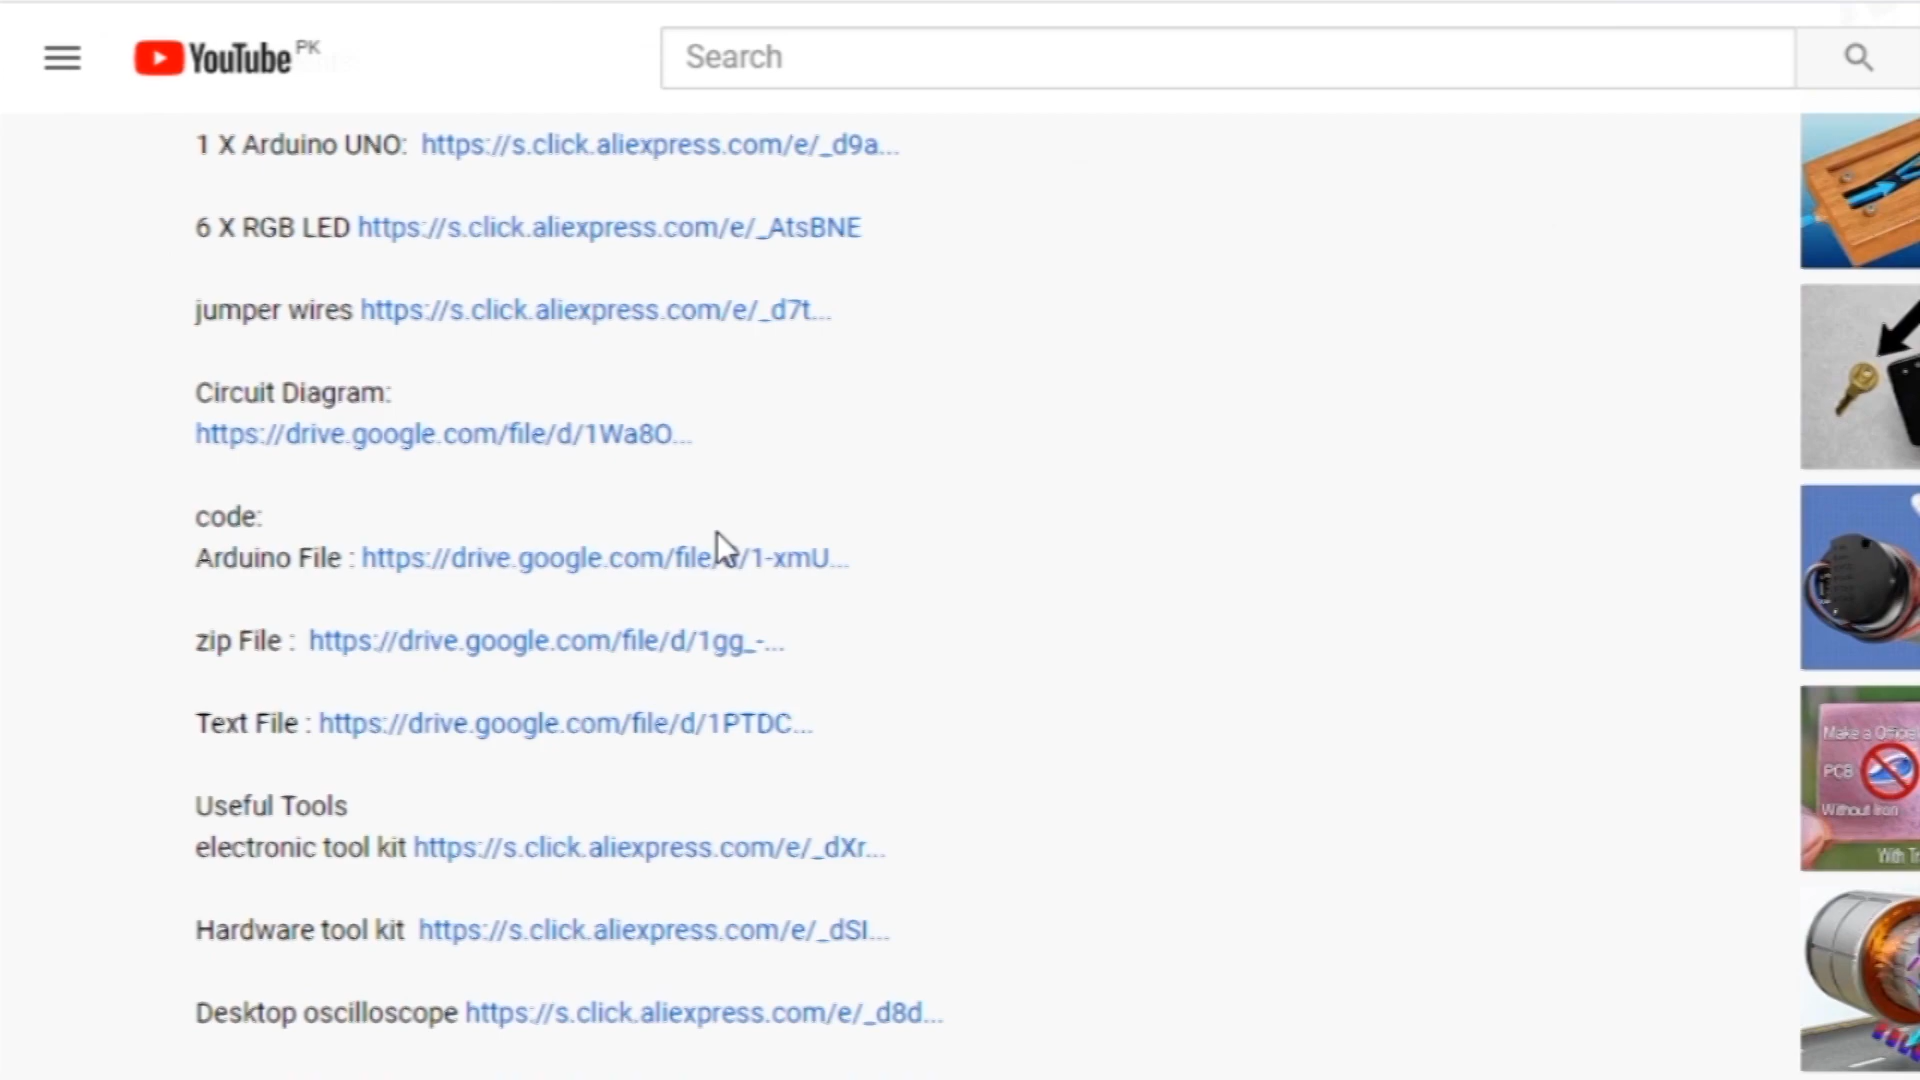 YouTube PK
Search
1 X Arduino UNO: https://s.click.aliexpress.com/e/_d9a...
6 X RGB LED https://s.click.aliexpress.com/e/_AtsBNE
jumper wires https://s.click.aliexpress.com/e/_d7t...
Circuit Diagram:
https://drive.google.com/file/d/1Wa8O...
code:
Arduino File : https://drive.google.com/file/d/1-xmU...
zip File : https://drive.google.com/file/d/1gg_-...
Text File : https://drive.google.com/file/d/1PTDC...
Useful Tools
electronic tool kit https://s.click.aliexpress.com/e/_dXr...
Hardware tool kit https://s.click.aliexpress.com/e/_dSI...
Desktop oscilloscope https://s.click.aliexpress.com/e/_d8d...
Make a
PCB
Without Iron
With